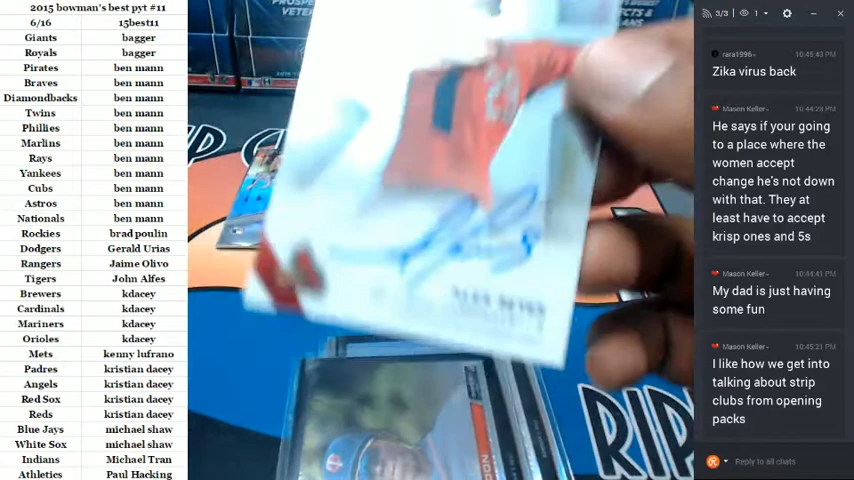 2015 bowman's best pyt #11
6/16 15best11
Giants bagger
Royals bagger
Pirates ben mann
Braves ben mann
Diamondbacks ben mann
Twins ben mann
Phillies ben mann
Marlins ben mann
Rays ben mann
Yankees ben mann
Cubs ben mann
Astros ben mann
Nationals ben mann
Rockies brad poulin
Dodgers Gerald Urias
Rangers Jaime Olivo
Tigers John Alfes
Brewers kdacey
Cardinals kdacey
Mariners kdacey
Orioles kdacey
Mets kenny lufrano
Padres kristian dacey
Angels kristian dacey
Red Sox kristian dacey
Reds kristian dacey
Blue Jays michael shaw
White Sox michael shaw
Indians Michael Tran
Athletics Paul Hacking
RIP
3/3 1
rara1996 10:45:43 PM
Zika virus back
Mason Keller 10:44:23 PM
He says if your going
to a place where the
women accept
change he's not down
with that. They at
least have to accept
krisp ones and 5s
Mason Keller 10:44:41 PM
My dad is just having
some fun
Mason Keller 10:45:21 PM
I like how we get into
talking about strip
clubs from opening
packs
Reply to all chats